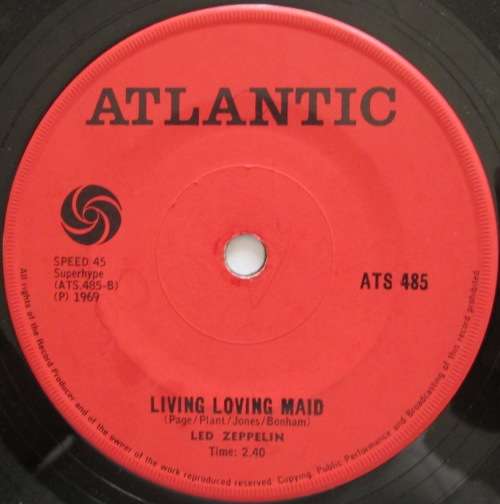 ATLANTIC
SPEED 45
Superhype
(ATS.485-B)
(P) 1969
ATS 485
LIVING LOVING MAID
(Page/Plant/Jones/Bonham)
LED ZEPPELIN
Time: 2.40
All rights of the Record Producer and of the owner of the work reproduced reserved. Copying, Public Performance and Broadcasting of this record prohibited.